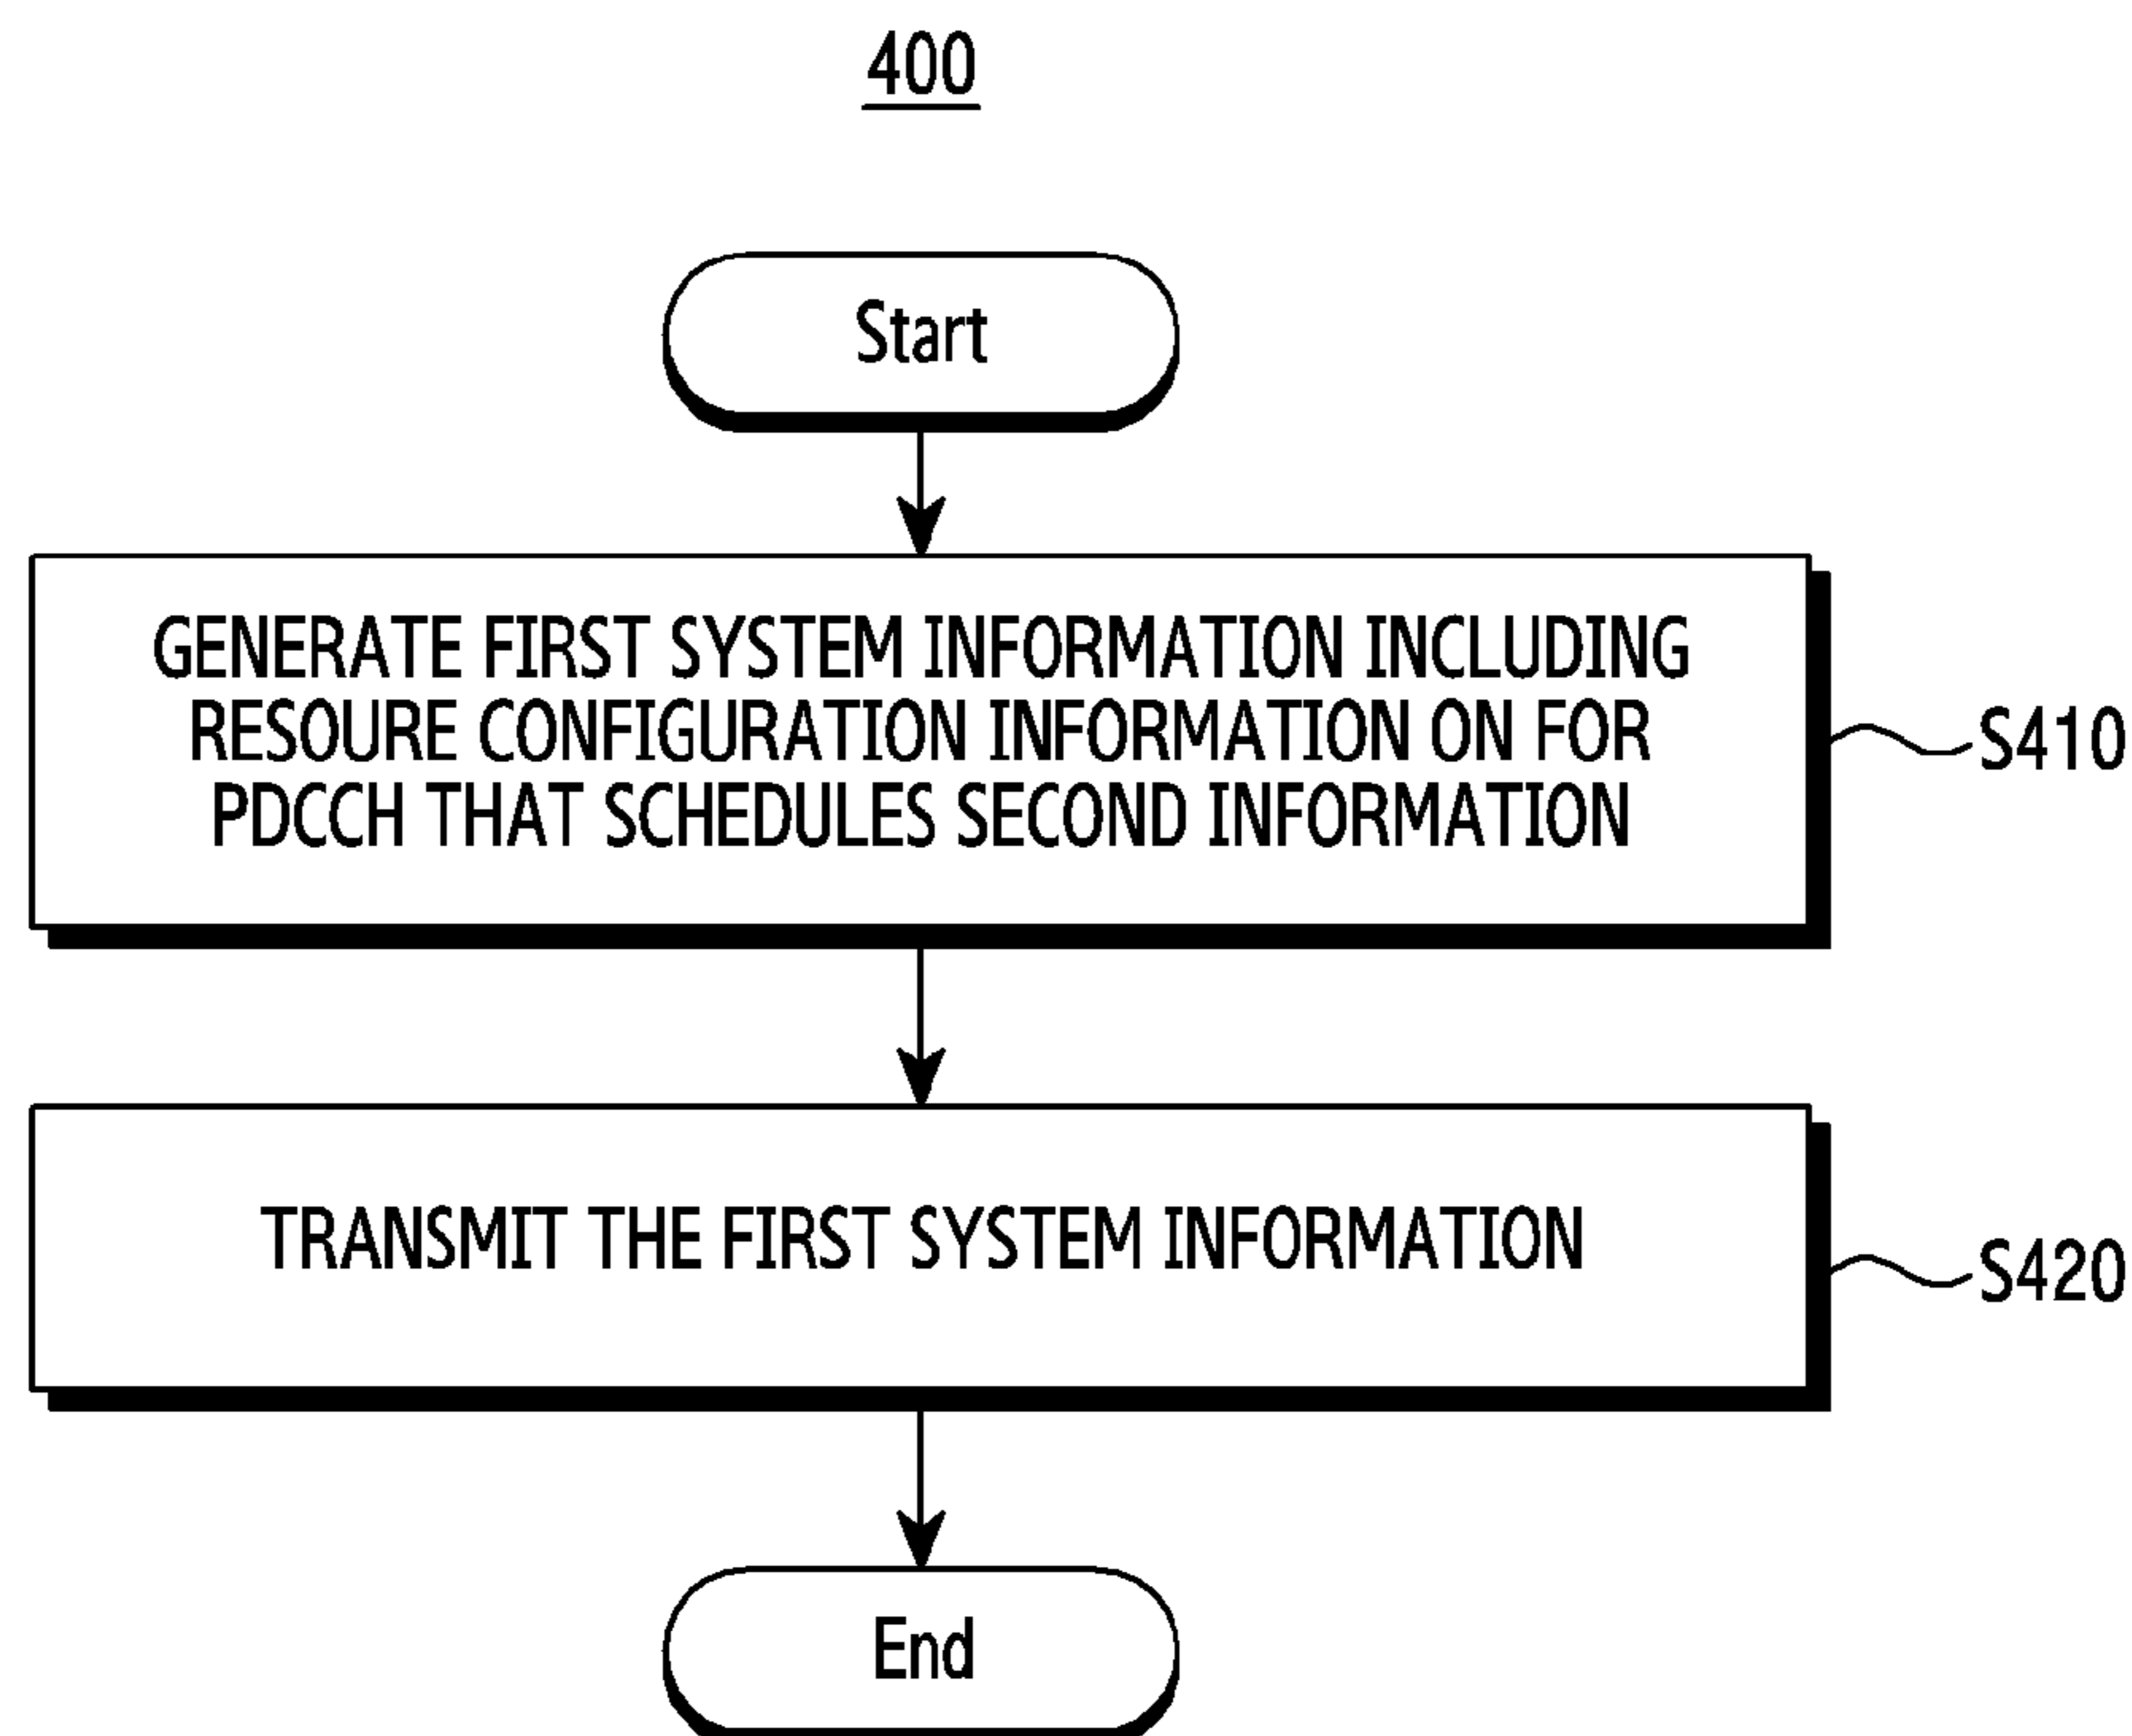 400
Start
GENERATE FIRST SYSTEM INFORMATION INCLUDING
RESOURE CONFIGURATION INFORMATION ON FOR
PDCCH THAT SCHEDULES SECOND INFORMATION
S410
TRANSMIT THE FIRST SYSTEM INFORMATION
S420
End